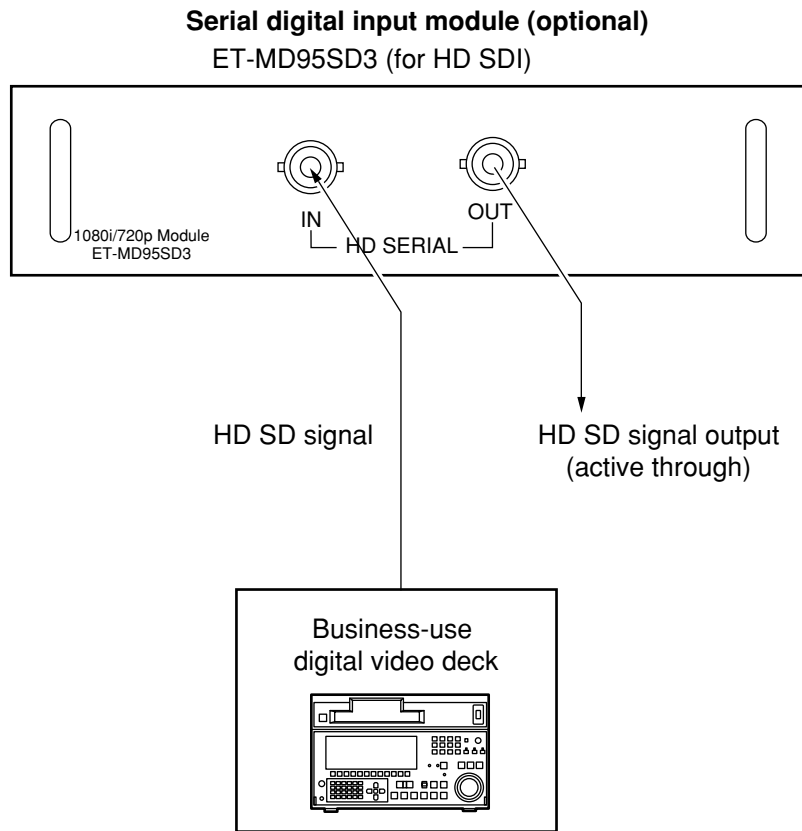 Serial digital input module (optional)
ET-MD95SD3 (for HD SDI)
IN
OUT
HD SERIAL
1080i/720p Module
ET-MD95SD3
HD SD signal
HD SD signal output
(active through)
Business-use
digital video deck